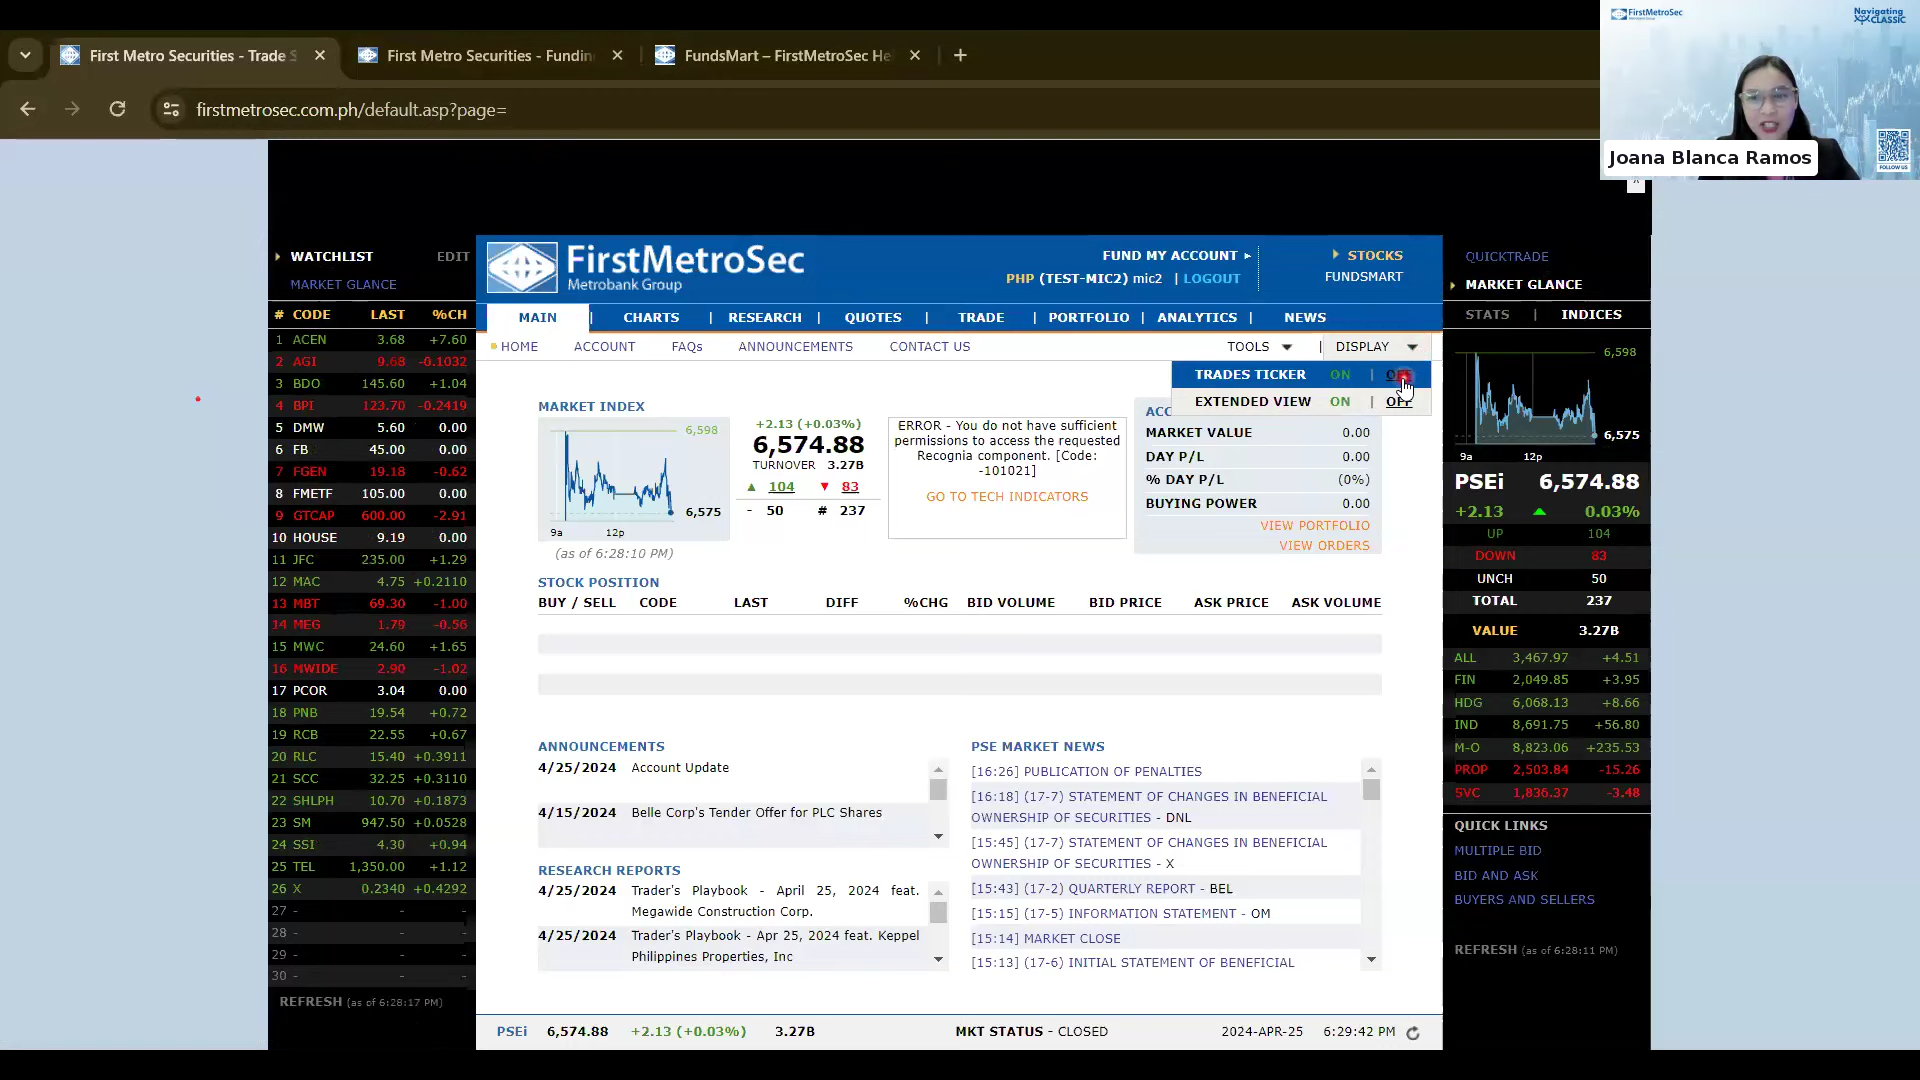 First Metro Securities - Trade S
First Metro Securities - Fundin
FundsMart – FirstMetroSec He
firstmetrosec.com.ph/default.asp?page=
FirstMetroSec
Navigating
CLASSIC
FOLLOW US
Joana Blanca Ramos
WATCHLIST EDIT
MARKET GLANCE
# CODE LAST %CH
1 ACEN 3.68 +7.60
2 AGI 9.68 -0.1032
3 BDO 145.60 +1.04
4 BPI 123.70 -0.2419
5 DMW 5.60 0.00
6 FB 45.00 0.00
7 FGEN 19.18 -0.62
8 FMETF 105.00 0.00
9 GTCAP 600.00 -2.91
10 HOUSE 9.19 0.00
11 JFC 235.00 +1.29
12 MAC 4.75 +0.2110
13 MBT 69.30 -1.00
14 MEG 1.79 -0.56
15 MWC 24.60 +1.65
16 MWIDE 2.90 -1.02
17 PCOR 3.04 0.00
18 PNB 19.54 +0.72
19 RCB 22.55 +0.67
20 RLC 15.40 +0.3911
21 SCC 32.25 +0.3110
22 SHLPH 10.70 +0.1873
23 SM 947.50 +0.0528
24 SSI 4.30 +0.94
25 TEL 1,350.00 +1.12
26 X 0.2340 +0.4292
27 - - -
28 - - -
29 - - -
30 - - -
REFRESH (as of 6:28:17 PM)
FirstMetroSec
Metrobank Group
FUND MY ACCOUNT
PHP (TEST-MIC2) mic2 | LOGOUT
STOCKS
FUNDSMART
MAIN | CHARTS | RESEARCH | QUOTES | TRADE | PORTFOLIO | ANALYTICS | NEWS
HOME ACCOUNT FAQs ANNOUNCEMENTS CONTACT US TOOLS | DISPLAY
TRADES TICKER ON |
EXTENDED VIEW ON | OFF
MARKET INDEX
6,598
6,575
9a 12p
(as of 6:28:10 PM)
+2.13 (+0.03%)
6,574.88
TURNOVER 3.27B
104 83
- 50 # 237
ERROR - You do not have sufficient
permissions to access the requested
Recognia component. [Code:
-101021]
GO TO TECH INDICATORS
MARKET VALUE 0.00
DAY P/L 0.00
% DAY P/L (0%)
BUYING POWER 0.00
VIEW PORTFOLIO
VIEW ORDERS
STOCK POSITION
BUY / SELL CODE LAST DIFF %CHG BID VOLUME BID PRICE ASK PRICE ASK VOLUME
ANNOUNCEMENTS
4/25/2024 Account Update
4/15/2024 Belle Corp's Tender Offer for PLC Shares
RESEARCH REPORTS
4/25/2024 Trader's Playbook - April 25, 2024 feat.
Megawide Construction Corp.
4/25/2024 Trader's Playbook - Apr 25, 2024 feat. Keppel
Philippines Properties, Inc
PSE MARKET NEWS
[16:26] PUBLICATION OF PENALTIES
[16:18] (17-7) STATEMENT OF CHANGES IN BENEFICIAL
OWNERSHIP OF SECURITIES - DNL
[15:45] (17-7) STATEMENT OF CHANGES IN BENEFICIAL
OWNERSHIP OF SECURITIES - X
[15:43] (17-2) QUARTERLY REPORT - BEL
[15:15] (17-5) INFORMATION STATEMENT - OM
[15:14] MARKET CLOSE
[15:13] (17-6) INITIAL STATEMENT OF BENEFICIAL
PSEi 6,574.88 +2.13 (+0.03%) 3.27B MKT STATUS - CLOSED 2024-APR-25 6:29:42 PM
QUICKTRADE
MARKET GLANCE
STATS | INDICES
6,598
6,575
9a 12p
PSEi 6,574.88
+2.13 0.03%
UP 104
DOWN 83
UNCH 50
TOTAL 237
VALUE 3.27B
ALL 3,467.97 +4.51
FIN 2,049.85 +3.95
HDG 6,068.13 +8.66
IND 8,691.75 +56.80
M-O 8,823.06 +235.53
PROP 2,503.84 -15.26
SVC 1,836.37 -3.48
QUICK LINKS
MULTIPLE BID
BID AND ASK
BUYERS AND SELLERS
REFRESH (as of 6:28:11 PM)